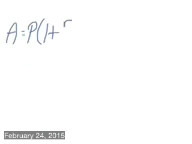 A = P(1 + r
February 24, 2015